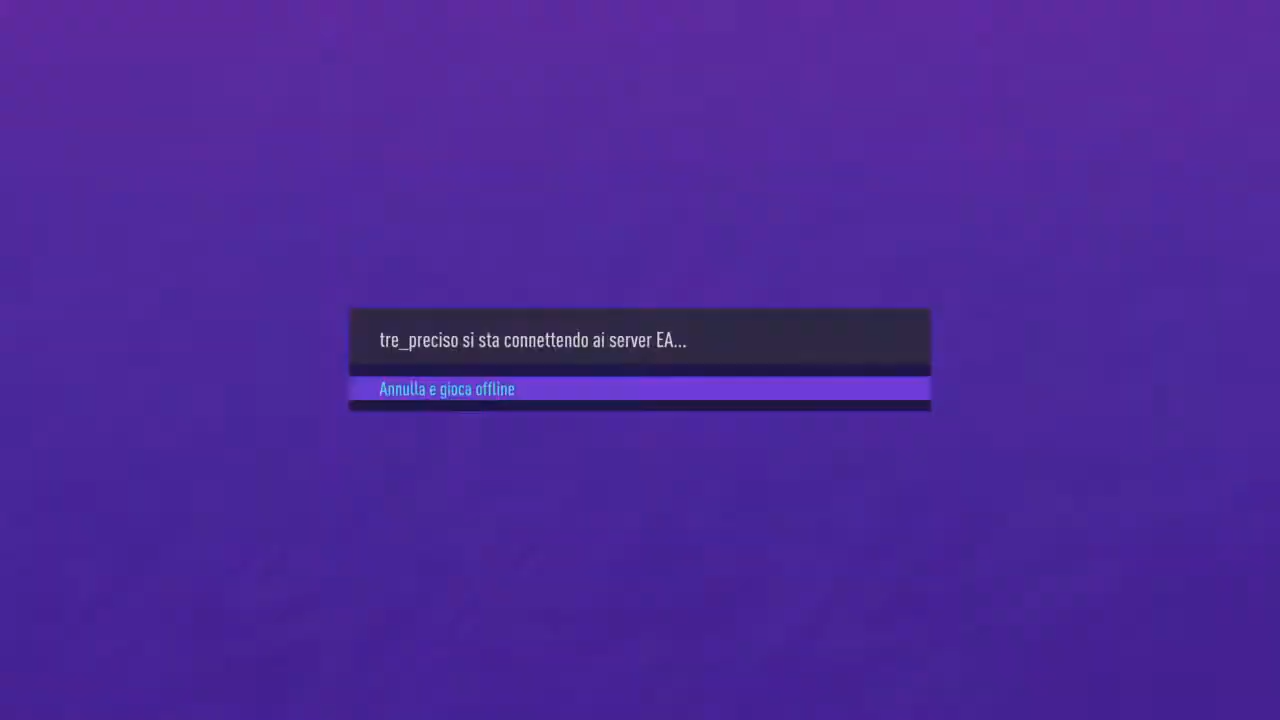 tre_preciso si sta connettendo ai server EA...
Annulla e gioca offline